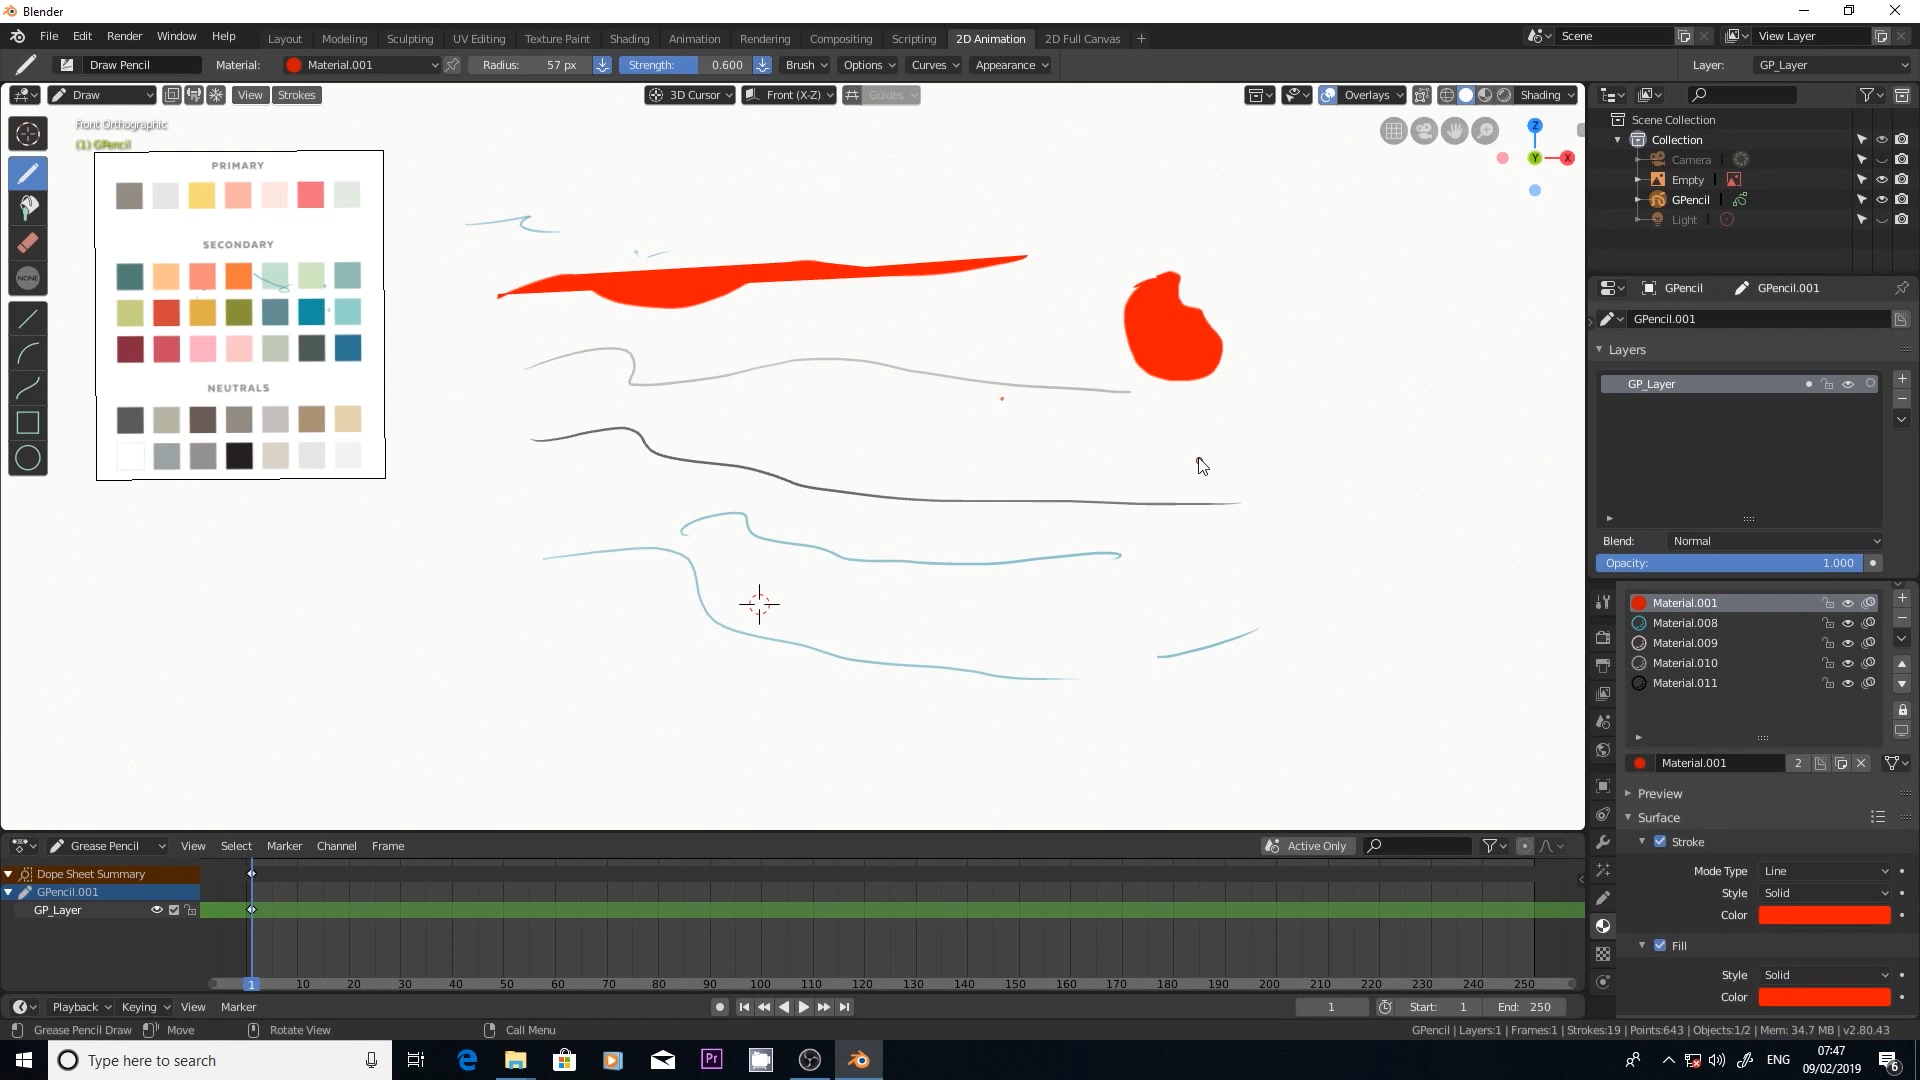 Blender
File Edit Render Window Help Layout Modeling Sculpting UV Editing Texture Paint Shading Animation Rendering Compositing Scripting 2D Animation 2D Full Canvas + Scene View Layer
Draw Pencil Material: Material.001 Radius: 57 px Strength: 0.600 Brush Options Curves Appearance Layer: GP_Layer
Draw View Strokes 3D Cursor Front (X-Z) Guides Overlays Shading
Front Orthographic
(1) GPencil
PRIMARY
SECONDARY
NEUTRALS
NONE
Z
Y
X
Scene Collection
Collection
Camera
Empty
GPencil
Light
GPencil GPencil.001
GPencil.001
Layers
GP_Layer
Blend: Normal
Opacity: 1.000
Material.001
Material.008
Material.009
Material.010
Material.011
Material.001 2
Preview
Surface
Stroke
Mode Type Line
Style Solid
Color
Fill
Style Solid
Color
Grease Pencil View Select Marker Channel Frame Active Only
Dope Sheet Summary
GPencil.001
GP_Layer
1 10 20 30 40 50 60 70 80 90 100 110 120 130 140 150 160 170 180 190 200 210 220 230 240 250
Playback Keying View Marker 1 Start: 1 End: 250
Grease Pencil Draw Move Rotate View Call Menu GPencil | Layers:1 | Frames:1 | Strokes:19 | Points:643 | Objects:1/2 | Mem: 34.7 MB | v2.80.43
Type here to search Pr ENG 07:47
09/02/2019 6